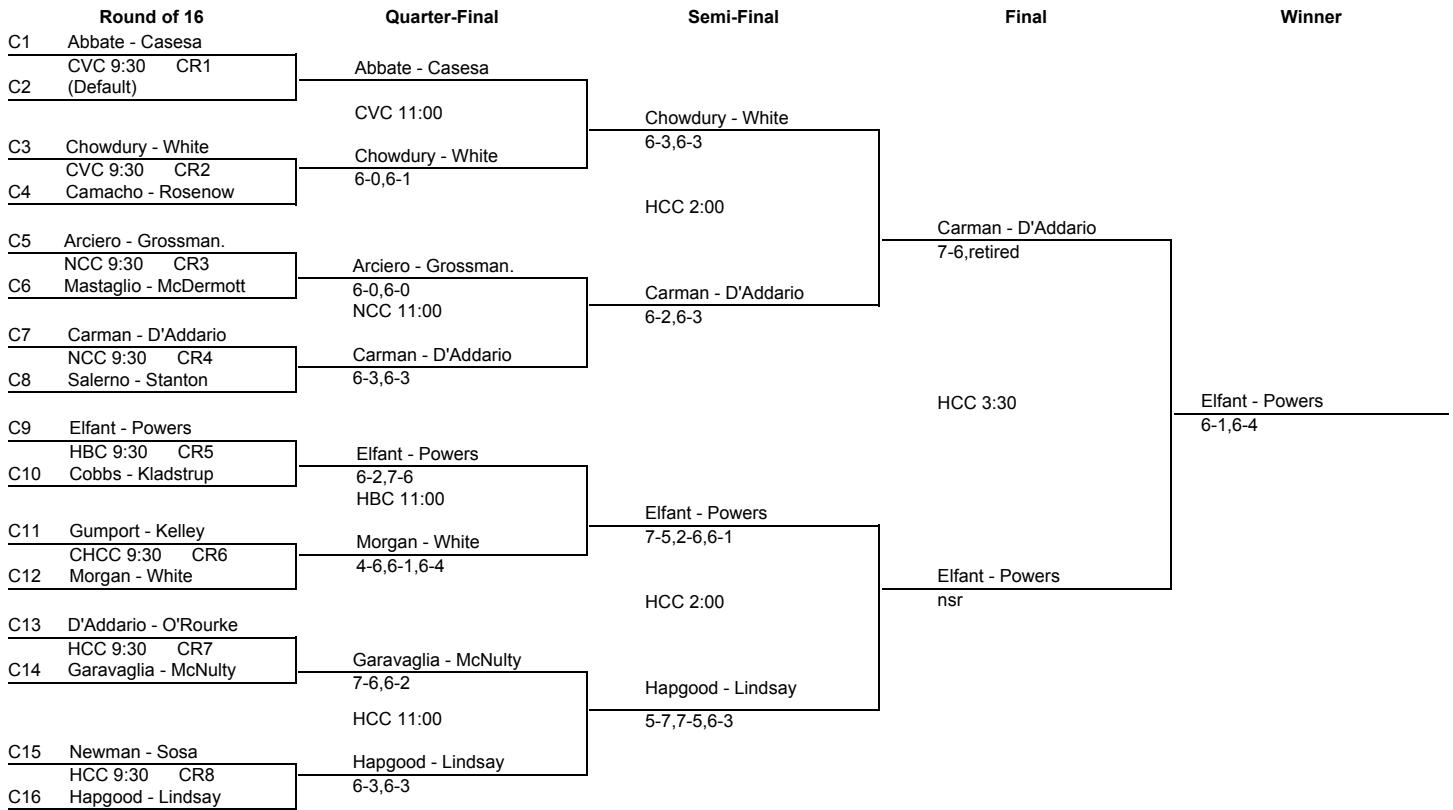 Round of 16 Quarter-Final Semi-Final Final Winner
C1 Abbate - Casesa
CVC 9:30 CR1
C2 (Default)
C3 Chowdury - White
CVC 9:30 CR2
C4 Camacho - Rosenow
C5 Arciero - Grossman.
NCC 9:30 CR3
C6 Mastaglio - McDermott
C7 Carman - D'Addario
NCC 9:30 CR4
C8 Salerno - Stanton
C9 Elfant - Powers
HBC 9:30 CR5
C10 Cobbs - Kladstrup
C11 Gumport - Kelley
CHCC 9:30 CR6
C12 Morgan - White
C13 D'Addario - O'Rourke
HCC 9:30 CR7
C14 Garavaglia - McNulty
C15 Newman - Sosa
HCC 9:30 CR8
C16 Hapgood - Lindsay
Abbate - Casesa
CVC 11:00
Chowdury - White
6-0,6-1
Arciero - Grossman.
6-0,6-0
NCC 11:00
Carman - D'Addario
6-3,6-3
Elfant - Powers
6-2,7-6
HBC 11:00
Morgan - White
4-6,6-1,6-4
Garavaglia - McNulty
7-6,6-2
HCC 11:00
Hapgood - Lindsay
6-3,6-3
Chowdury - White
6-3,6-3
HCC 2:00
Carman - D'Addario
6-2,6-3
Elfant - Powers
7-5,2-6,6-1
HCC 2:00
Hapgood - Lindsay
5-7,7-5,6-3
Carman - D'Addario
7-6,retired
HCC 3:30
Elfant - Powers
nsr
Elfant - Powers
6-1,6-4